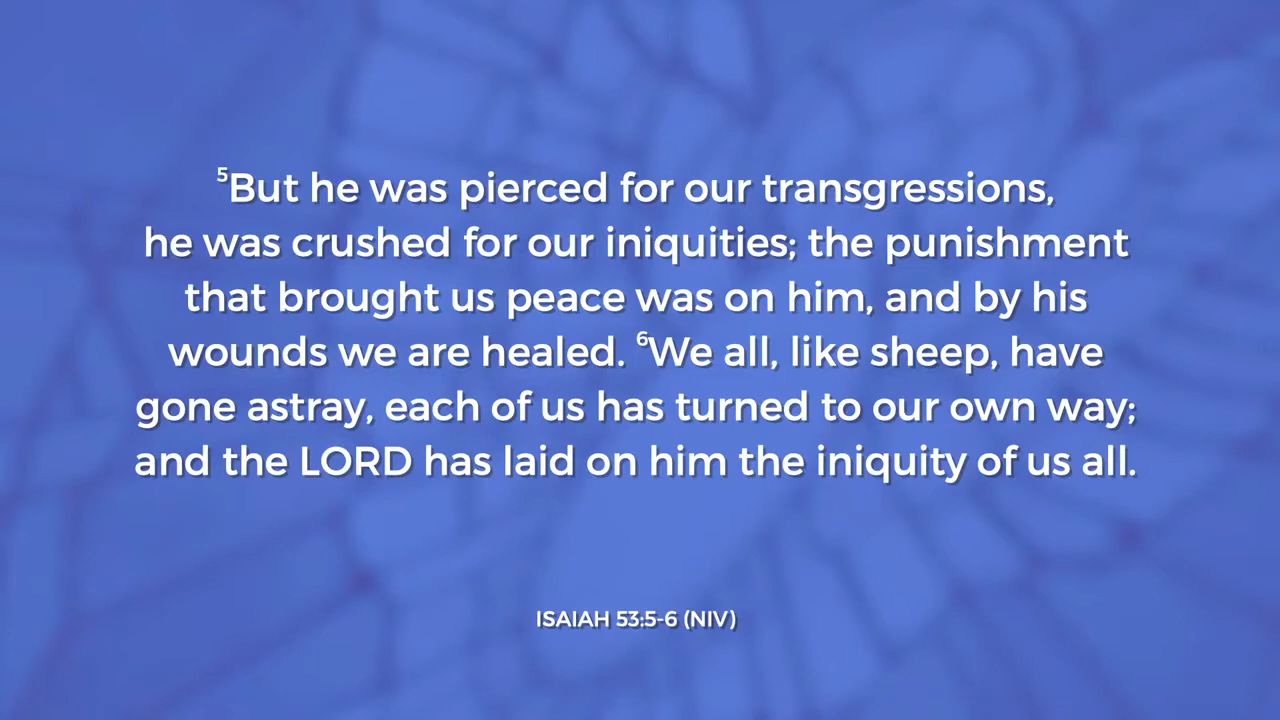 ⁵But he was pierced for our transgressions,
he was crushed for our iniquities; the punishment
that brought us peace was on him, and by his
wounds we are healed. ⁶We all, like sheep, have
gone astray, each of us has turned to our own way;
and the LORD has laid on him the iniquity of us all.
ISAIAH 53:5-6 (NIV)